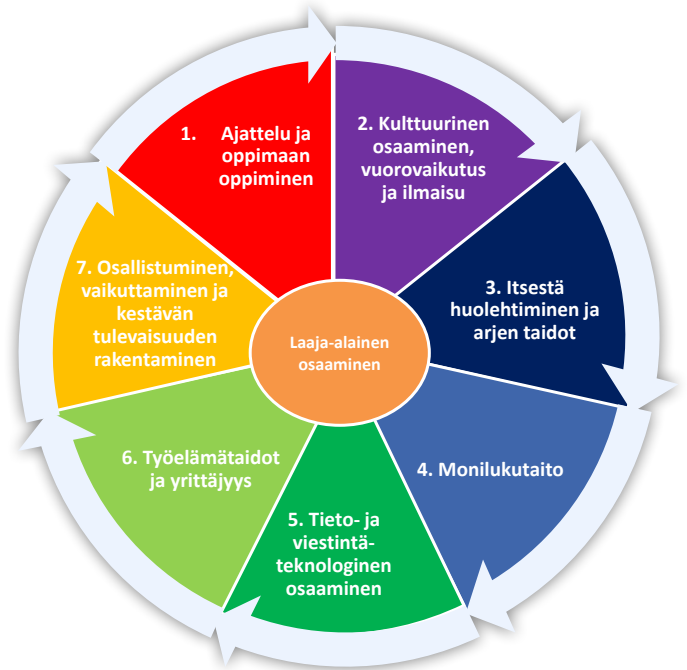 1. Ajattelu ja
oppimaan
oppiminen
2. Kulttuurinen
osaaminen,
vuorovaikutus
ja ilmaisu
3. Itsestä
huolehtiminen ja
arjen taidot
4. Monilukutaito
5. Tieto- ja
viestintä-
teknologinen
osaaminen
6. Työelämätaidot
ja yrittäjyys
7. Osallistuminen,
vaikuttaminen ja
kestävän
tulevaisuuden
rakentaminen
Laaja-alainen
osaaminen